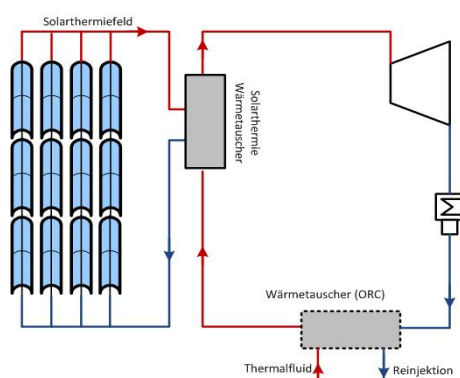 Solarthermiefeld
Solarthermie
Wärmetauscher
Σ
Wärmetauscher (ORC)
Thermalfluid
Reinjektion